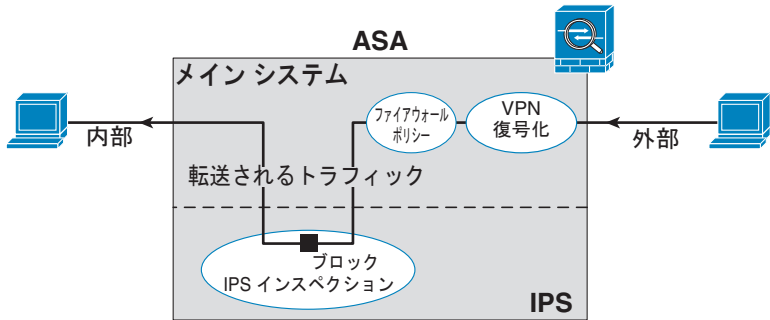 ASA
メイン システム
ファイアウォール
ポリシー
VPN
復号化
内部
外部
転送されるトラフィック
ブロック
IPS インスペクション
IPS